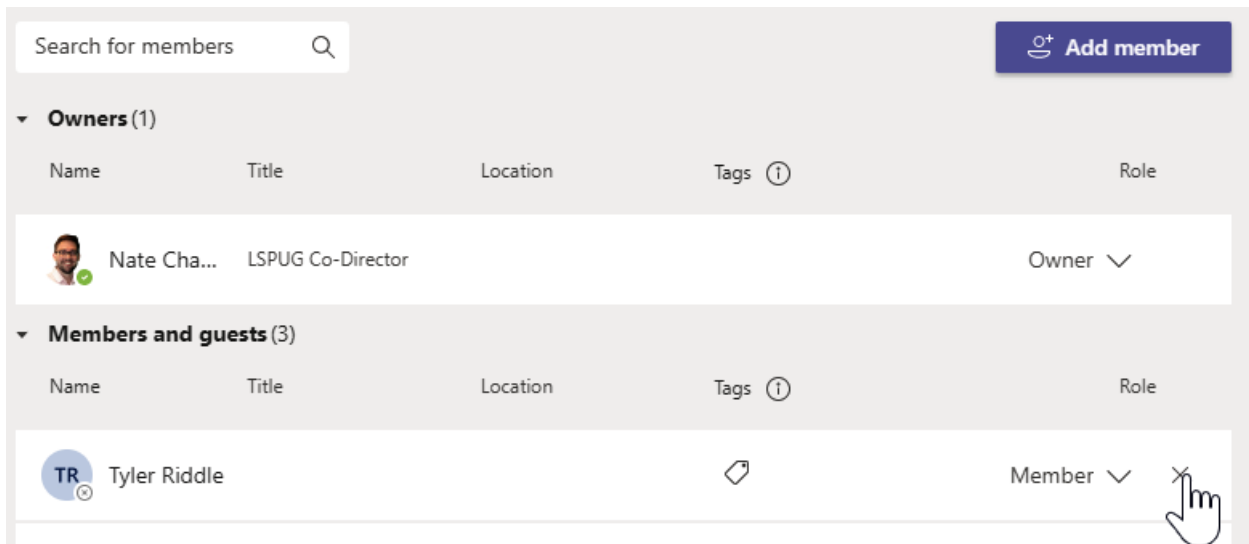 Search for members
Add member
Owners (1)
Name Title Location Tags Role
Nate Cha... LSPUG Co-Director Owner
Members and guests (3)
Name Title Location Tags Role
TR Tyler Riddle Member